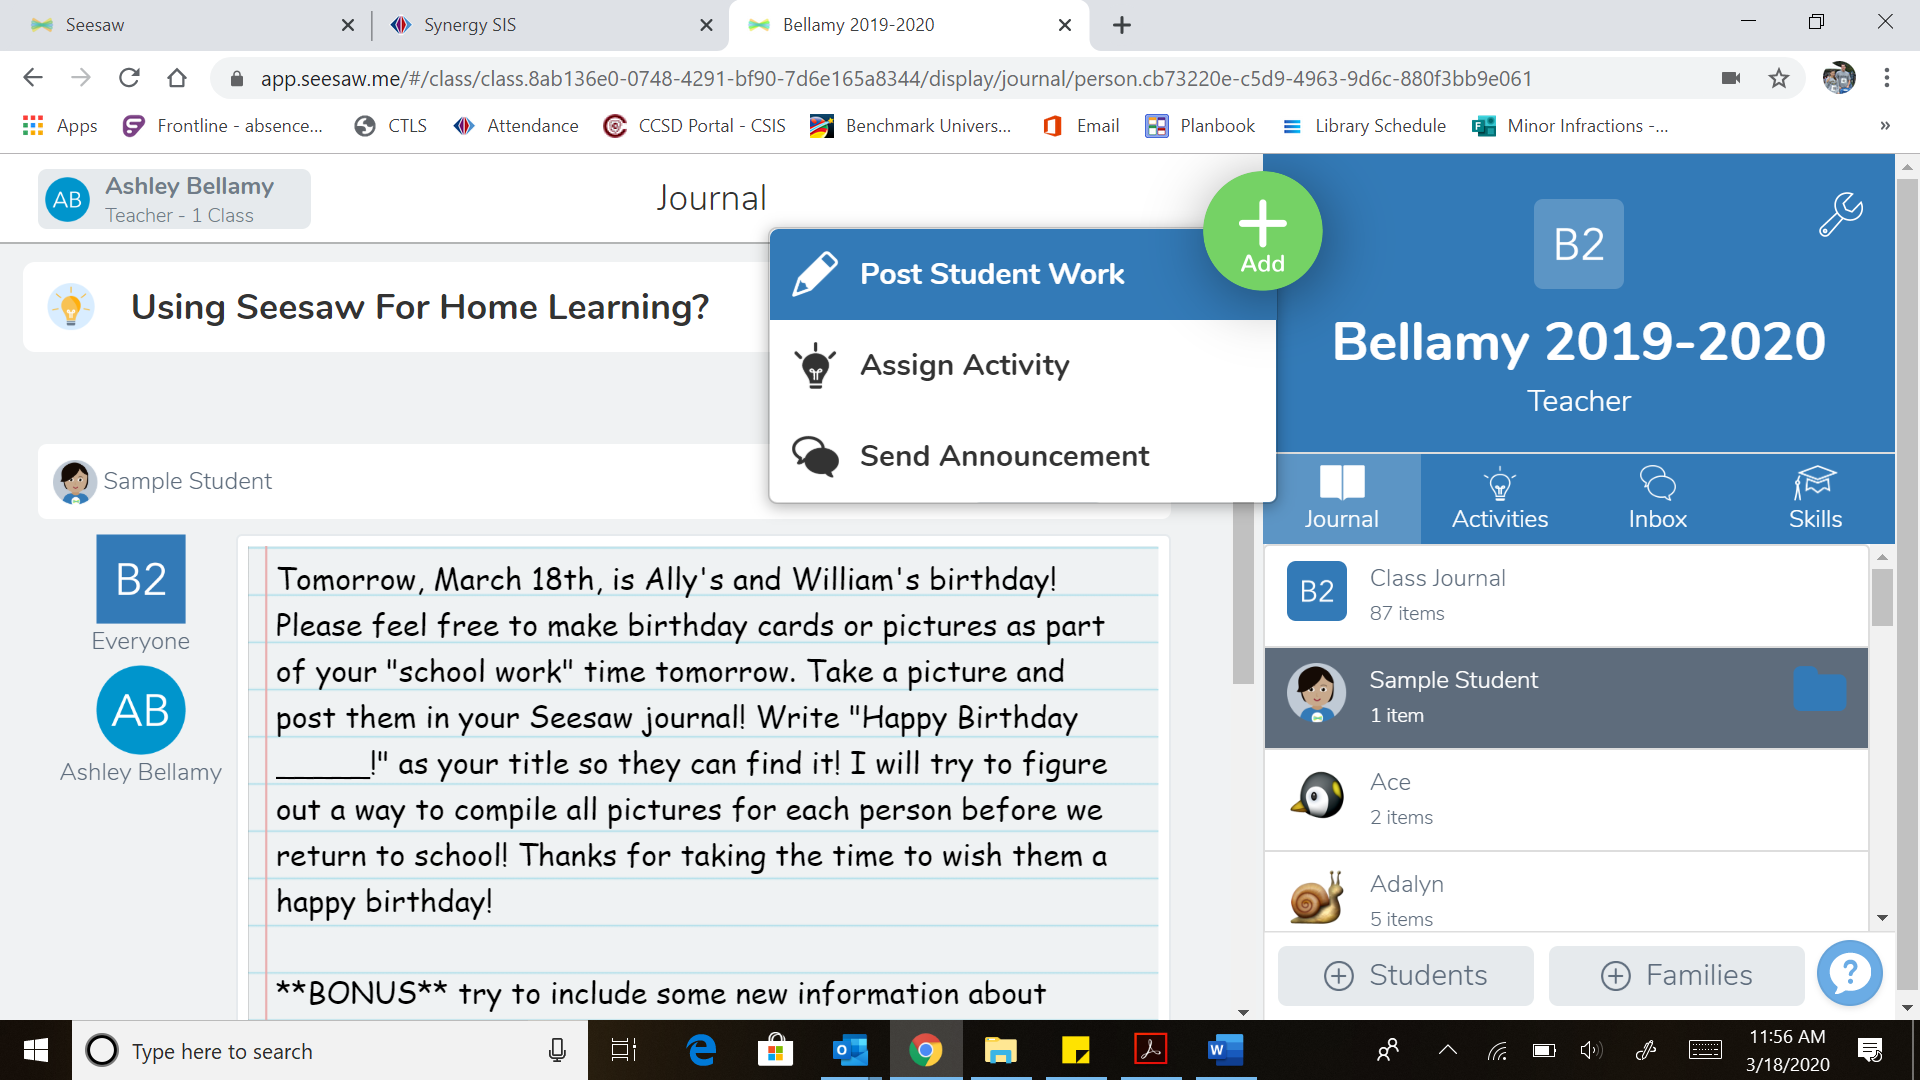 Seesaw
Synergy SIS
Bellamy 2019-2020
app.seesaw.me/#/class/class.8ab136e0-0748-4291-bf90-7d6e165a8344/display/journal/person.cb73220e-c5d9-4963-9d6c-880f3bb9e061
Apps
Frontline - absence...
CTLS
Attendance
CCSD Portal - CSIS
Benchmark Univers...
Email
Planbook
Library Schedule
Minor Infractions -...
»
AB
Ashley Bellamy
Teacher - 1 Class
Journal
Add
Post Student Work
Assign Activity
Send Announcement
Using Seesaw For Home Learning?
Sample Student
B2
Everyone
AB
Ashley Bellamy
Tomorrow, March 18th, is Ally's and William's birthday!
Please feel free to make birthday cards or pictures as part
of your "school work" time tomorrow. Take a picture and
post them in your Seesaw journal! Write "Happy Birthday
______!" as your title so they can find it! I will try to figure
out a way to compile all pictures for each person before we
return to school! Thanks for taking the time to wish them a
happy birthday!
**BONUS** try to include some new information about
B2
Bellamy 2019-2020
Teacher
Journal
Activities
Inbox
Skills
B2
Class Journal
87 items
Sample Student
1 item
Ace
2 items
Adalyn
5 items
Students
Families
?
Type here to search
11:56 AM
3/18/2020